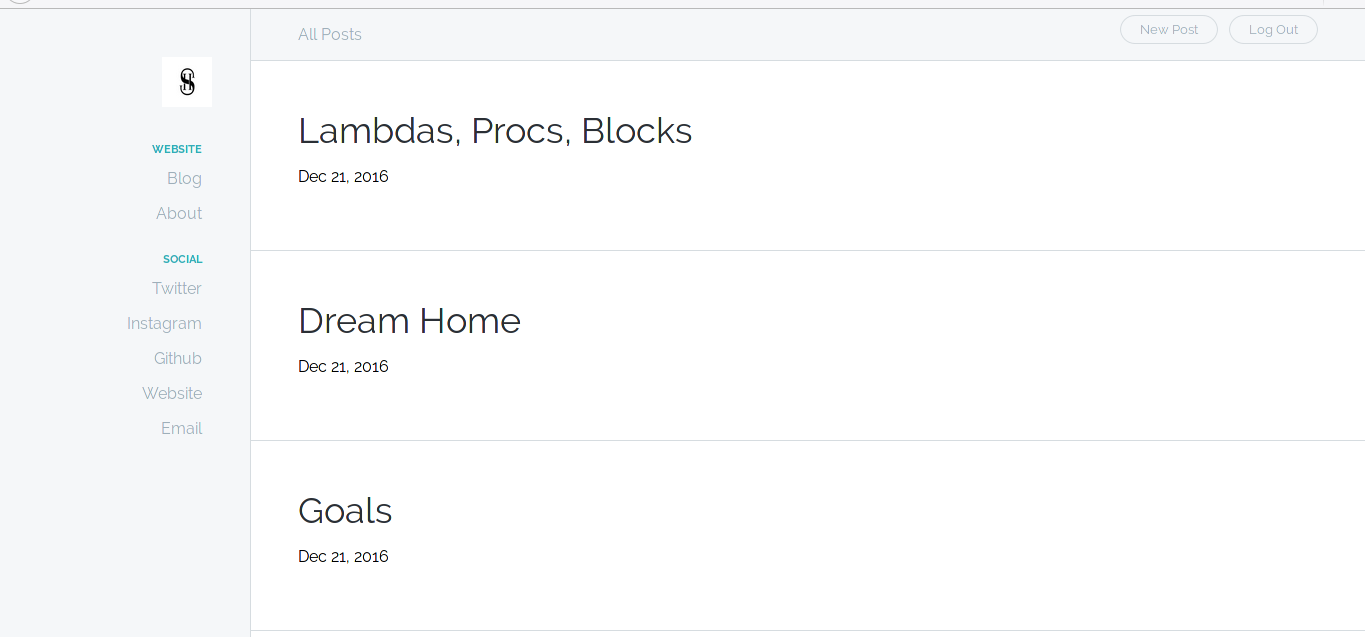 All Posts
New Post
Log Out
WEBSITE
Blog
About
SOCIAL
Twitter
Instagram
Github
Website
Email
Lambdas, Procs, Blocks
Dec 21, 2016
Dream Home
Dec 21, 2016
Goals
Dec 21, 2016